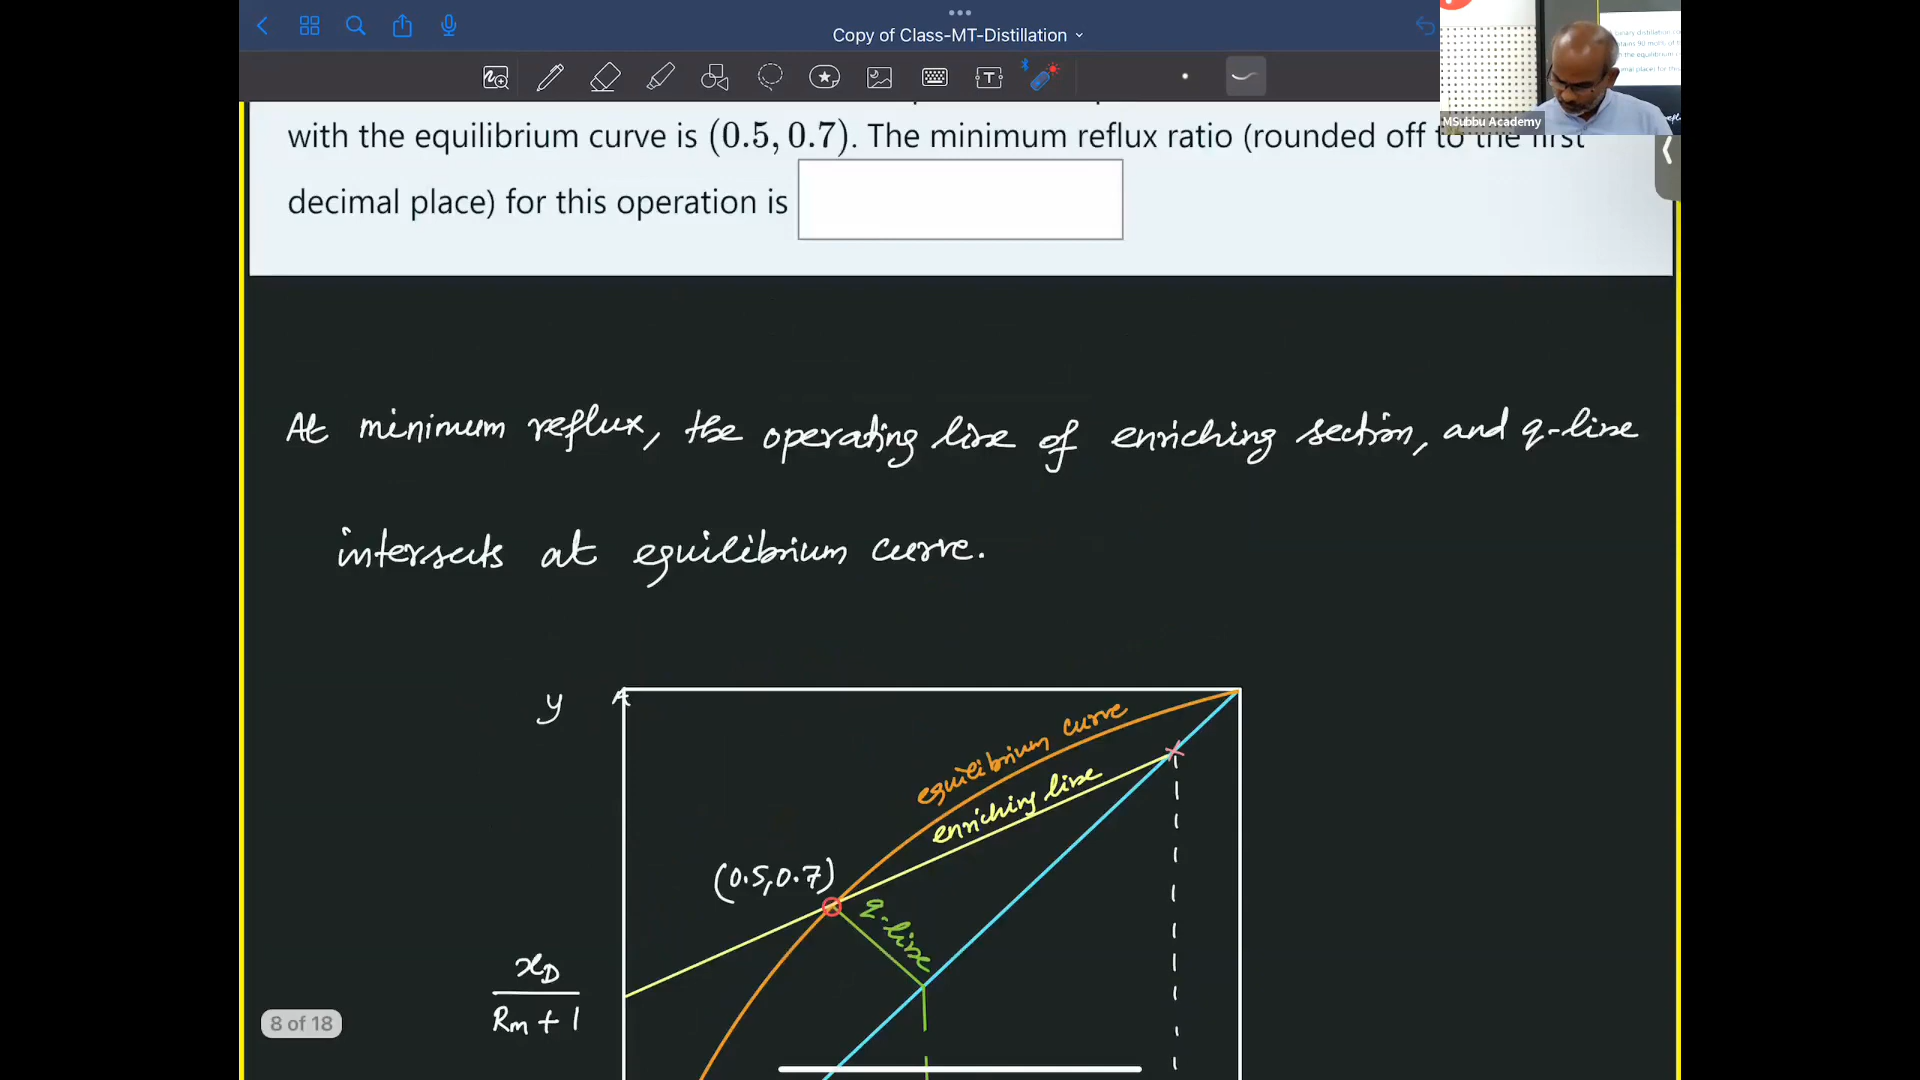 Copy of Class-MT-Distillation
MSubbu Academy
with the equilibrium curve is (0.5, 0.7). The minimum reflux ratio (rounded off to the first
decimal place) for this operation is
At minimum reflux, the operating line of enriching section, and q-line
intersects at equilibrium curve.
y
equilibrium curve
enriching line
(0.5, 0.7)
q-line
x_D
R_m + 1
8 of 18